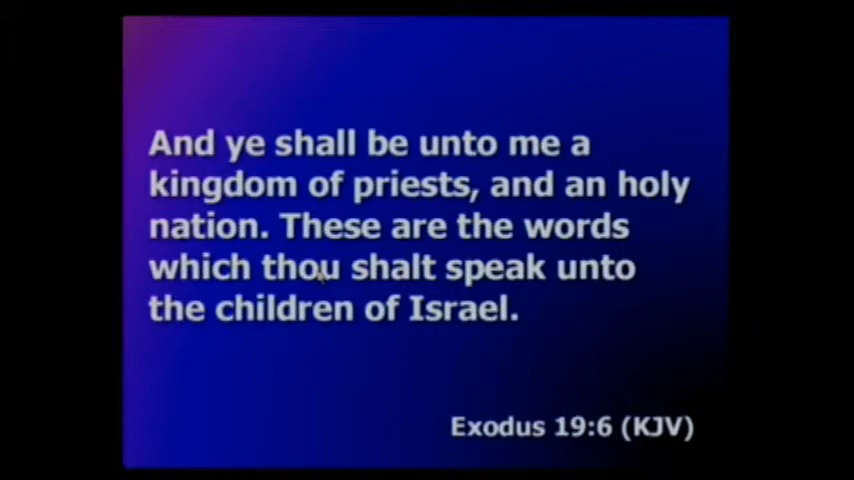 And ye shall be unto me a
kingdom of priests, and an holy
nation. These are the words
which thou shalt speak unto
the children of Israel.
Exodus 19:6 (KJV)